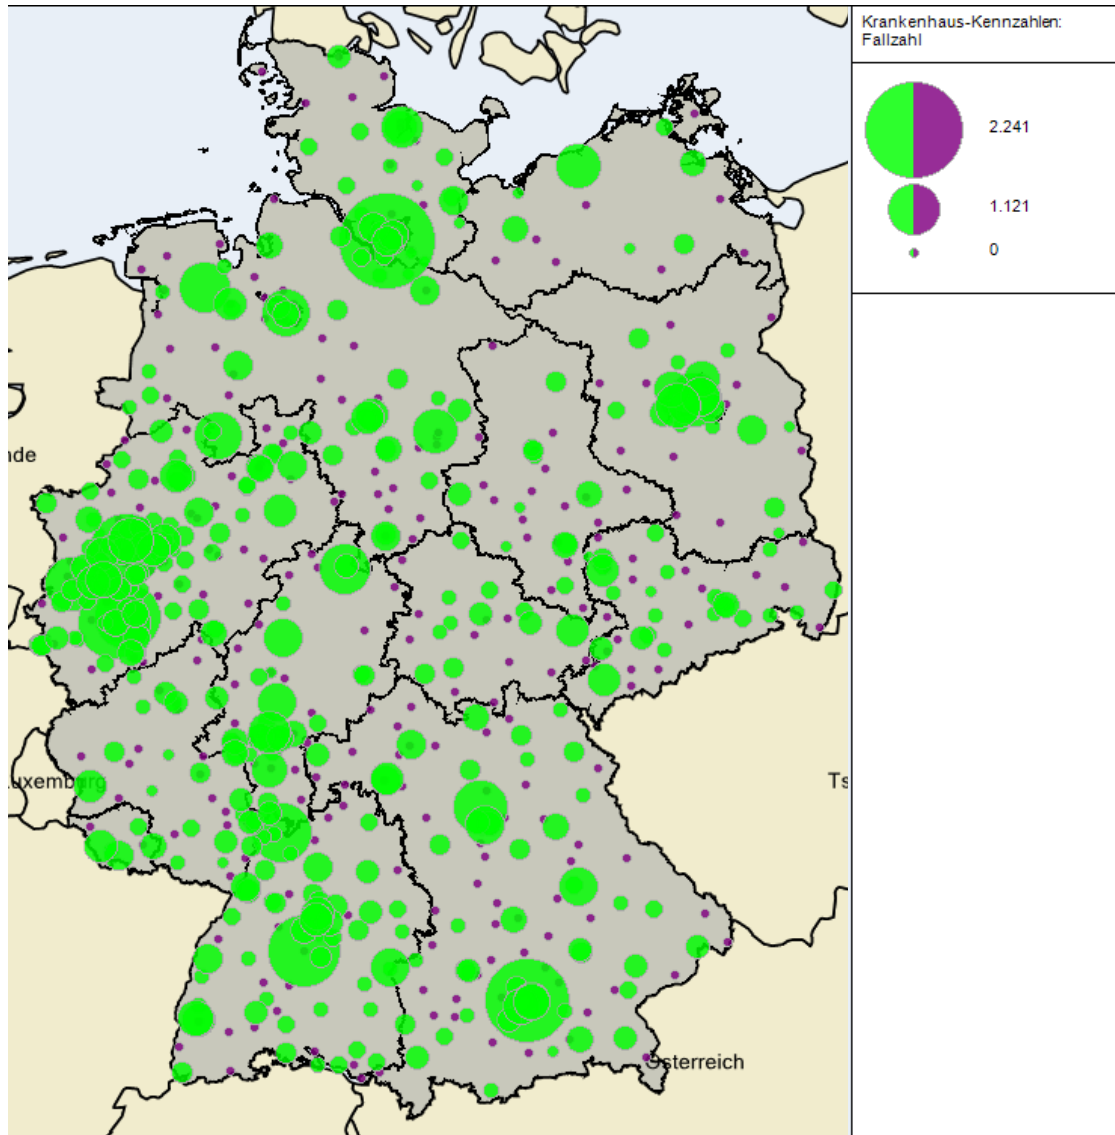 Krankenhaus-Kennzahlen:
Fallzahl
2.241
1.121
0
nde
uxemburg
Ts
Österreich